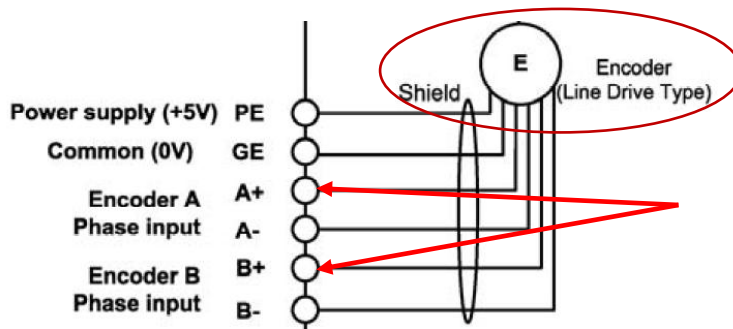 E
Shield
Encoder
(Line Drive Type)
Power supply (+5V) PE
Common (0V) GE
Encoder A
Phase input
A+
A-
Encoder B
Phase input
B+
B-